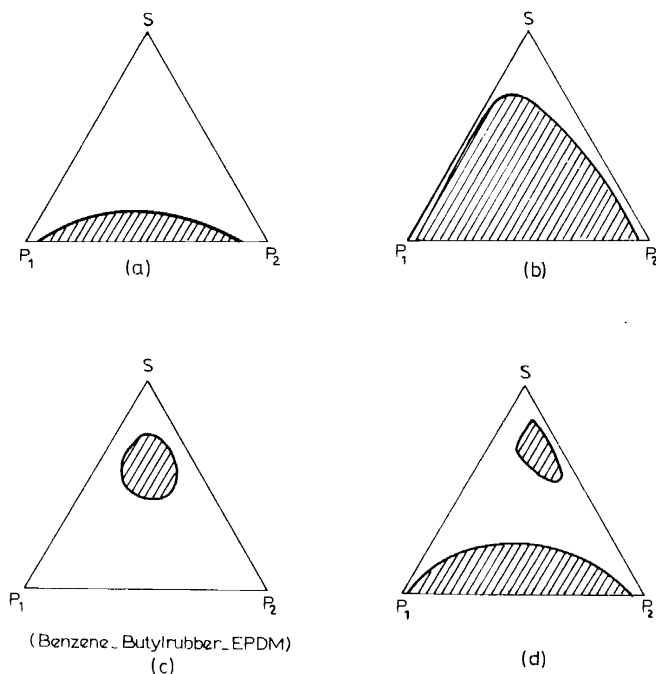 S
S
P1
P2
(a)
P1
P2
(b)
S
S
P1
P2
(Benzene_Butylrubber_EPDM)
(c)
P1
P2
(d)